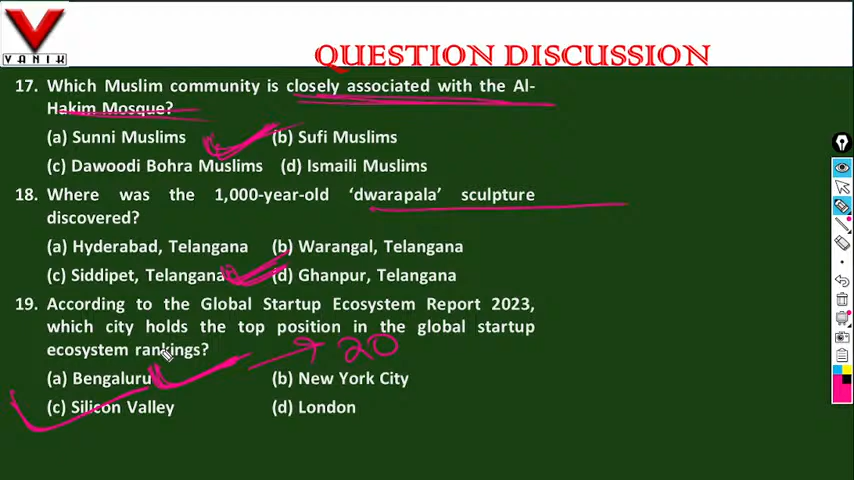 VANIK
QUESTION DISCUSSION
17. Which Muslim community is closely associated with the Al-
Hakim Mosque?
(a) Sunni Muslims (b) Sufi Muslims
(c) Dawoodi Bohra Muslims (d) Ismaili Muslims
18. Where was the 1,000-year-old ‘dwarapala’ sculpture
discovered?
(a) Hyderabad, Telangana (b) Warangal, Telangana
(c) Siddipet, Telangana (d) Ghanpur, Telangana
19. According to the Global Startup Ecosystem Report 2023,
which city holds the top position in the global startup
ecosystem rankings?
20
(a) Bengaluru (b) New York City
(c) Silicon Valley (d) London